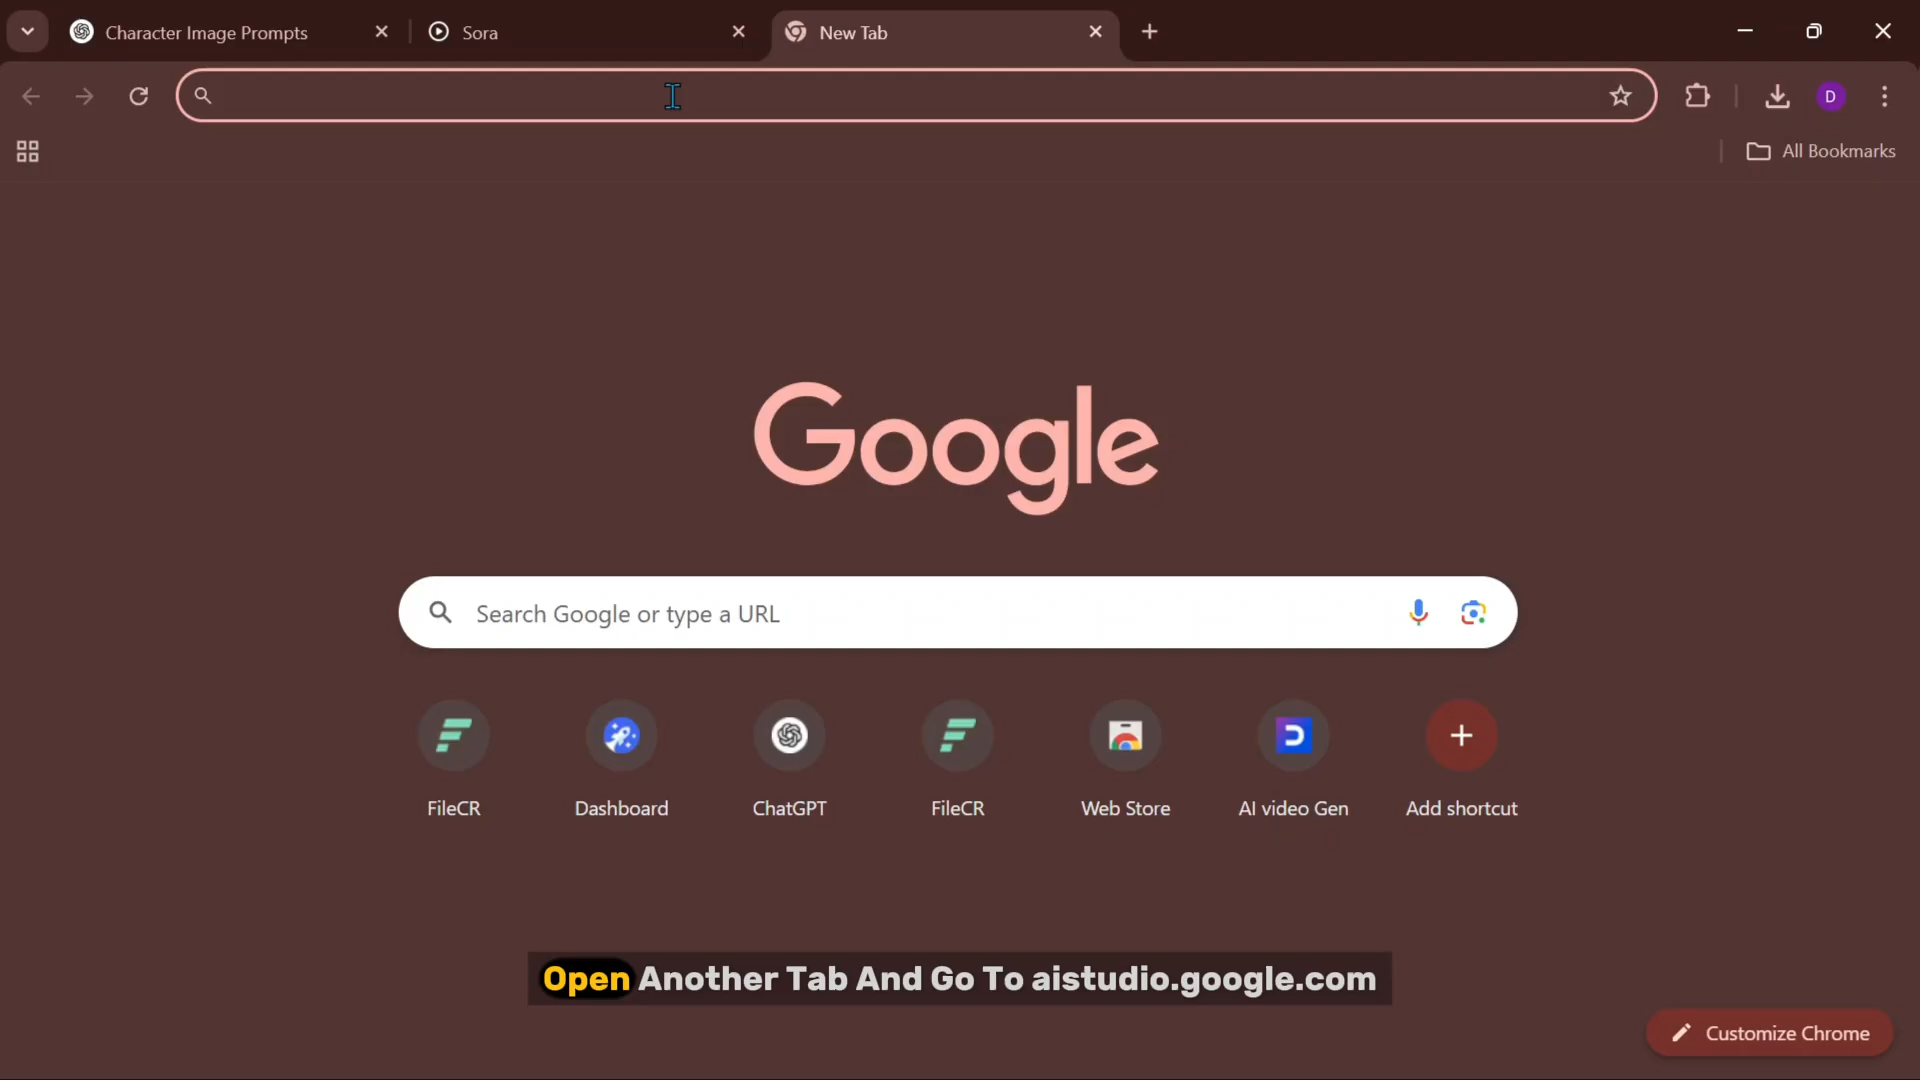 Character Image Prompts
Sora
New Tab
D
All Bookmarks
Google
Search Google or type a URL
FileCR
Dashboard
ChatGPT
FileCR
Web Store
AI video Gen
Add shortcut
Open Another Tab And Go To aistudio.google.com
Customize Chrome